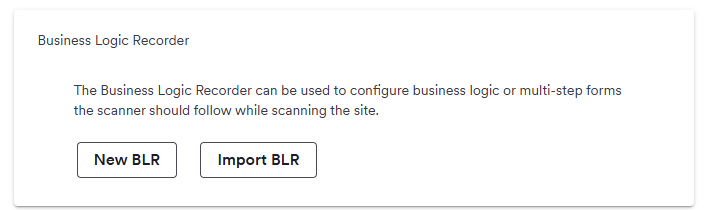 Business Logic Recorder
The Business Logic Recorder can be used to configure business logic or multi-step forms
the scanner should follow while scanning the site.
New BLR
Import BLR